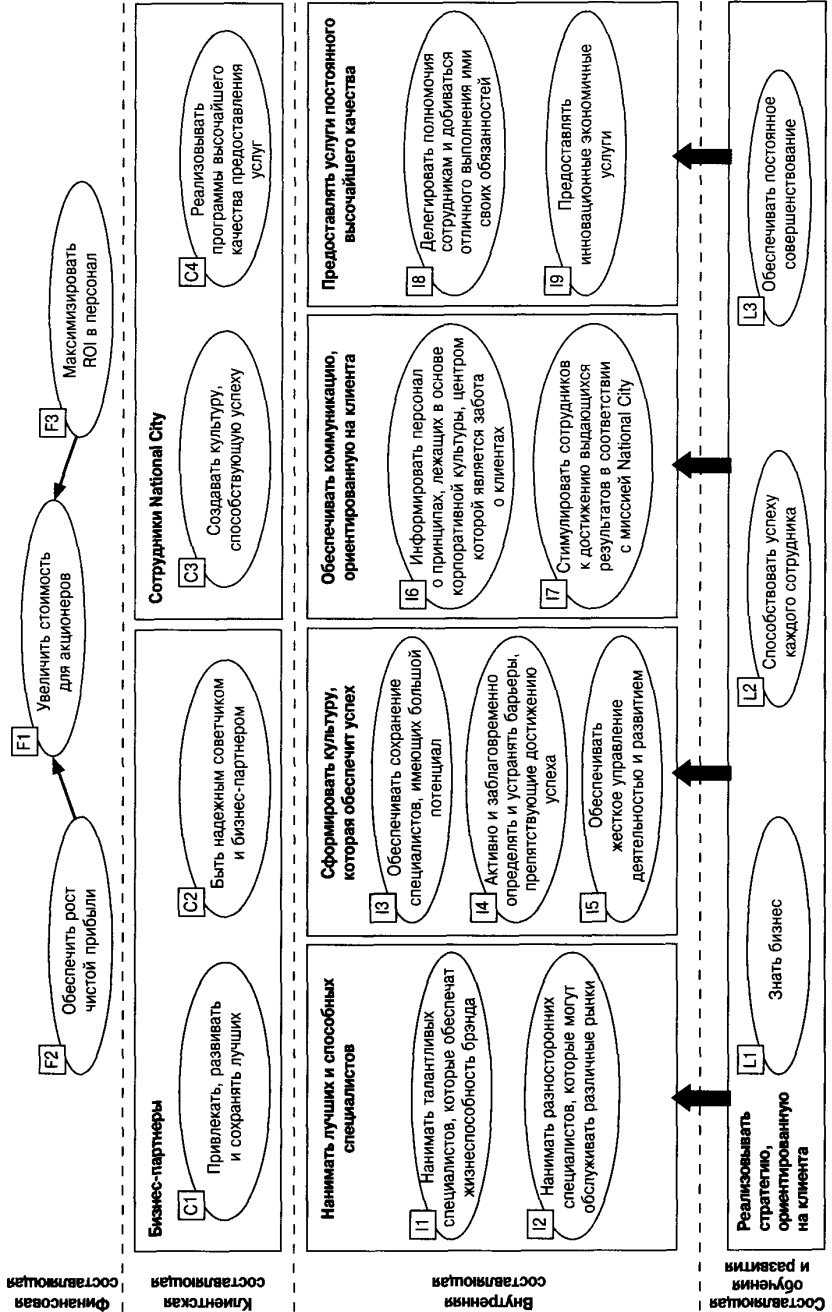 Финансовая
составляющая
F2
Обеспечить рост
чистой прибыли
F1
Увеличить стоимость
для акционеров
F3
Максимизировать
ROI в персонал
Клиентская
составляющая
Бизнес-партнеры
C1
Привлекать, развивать
и сохранять лучших
C2
Быть надежным советчиком
и бизнес-партнером
Сотрудники National City
C3
Создавать культуру,
способствующую успеху
C4
Реализовывать
программы высочайшего
качества предоставления
услуг
Внутренняя
составляющая
Нанимать лучших и способных
специалистов
I1
Нанимать талантливых
специалистов, которые обеспечат
жизнеспособность брэнда
I2
Нанимать разносторонних
специалистов, которые могут
обслуживать различные рынки
Сформировать культуру,
которая обеспечит успех
I3
Обеспечивать сохранение
специалистов, имеющих большой
потенциал
I4
Активно и заблаговременно
определять и устранять барьеры,
препятствующие достижению
успеха
I5
Обеспечивать
жесткое управление
деятельностью и развитием
Обеспечивать коммуникацию,
ориентированную на клиента
I6
Информировать персонал
о принципах, лежащих в основе
корпоративной культуры, центром
которой является забота
о клиентах
I7
Стимулировать сотрудников
к достижению выдающихся
результатов в соответствии
с миссией National City
Предоставлять услуги постоянного
высочайшего качества
I8
Делегировать полномочия
сотрудникам и добиваться
отличного выполнения ими
своих обязанностей
I9
Предоставлять
инновационные экономичные
услуги
Составляющая
обучения
и развития
Реализовывать
стратегию,
ориентированную
на клиента
L1
Знать бизнес
L2
Способствовать успеху
каждого сотрудника
L3
Обеспечивать постоянное
совершенствование